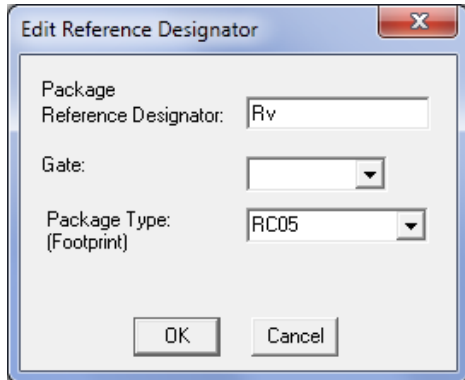 Edit Reference Designator
Package
Reference Designator: Rv
Gate:
Package Type: RC05
(Footprint)
OK Cancel